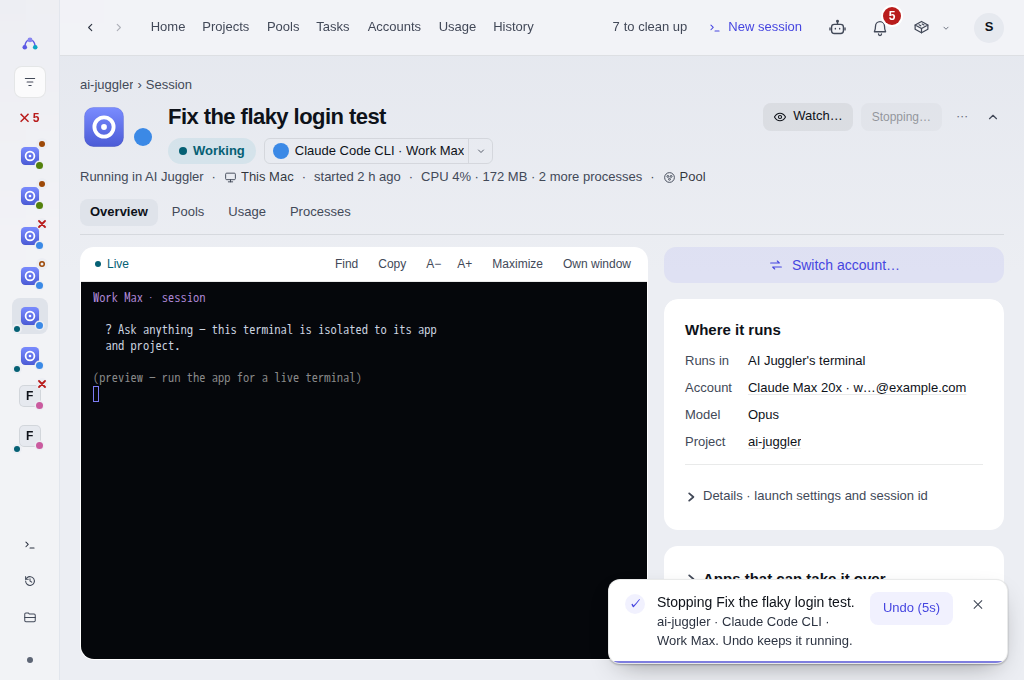 Home Projects Pools Tasks Accounts Usage History 7 to clean up New session 5 S
5
F
F
ai-juggler › Session
Fix the flaky login test
Watch… Stopping…
Working Claude Code CLI · Work Max
Running in AI Juggler · This Mac · started 2 h ago · CPU 4% · 172 MB · 2 more processes · Pool
Overview Pools Usage Processes
Live Find Copy A− A+ Maximize Own window
Work Max · session
? Ask anything — this terminal is isolated to its app
and project.
(preview — run the app for a live terminal)
Switch account…
Where it runs
Runs in AI Juggler's terminal
Account Claude Max 20x · w…@example.com
Model Opus
Project ai-juggler
Details · launch settings and session id
Apps that can take it over
Stopping Fix the flaky login test.
ai-juggler · Claude Code CLI ·
Work Max. Undo keeps it running.
Undo (5s)